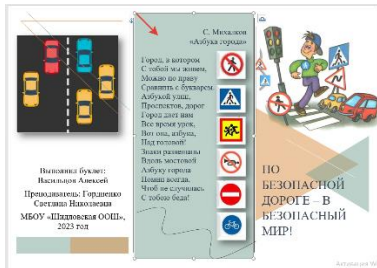 Выполнил буклет:
Васильцов Алексей
Преподаватель: Гордиенко
Светлана Николаевна
МБОУ «Шидловская ООШ»,
2023 год
С. Михалков
«Азбука города»
Город, в котором
С тобой мы живем,
Можно по праву
Сравнить с букварем.
Азбукой улиц,
Проспектов, дорог
Город дает нам
Все время урок.
Вот она, азбука,
Над головой!
Знаки развешаны
Вдоль мостовой
Азбуку города
Помни всегда,
Чтоб не случилась
С тобою беда!
ПО
БЕЗОПАСНОЙ
ДОРОГЕ – В
БЕЗОПАСНЫЙ
МИР!